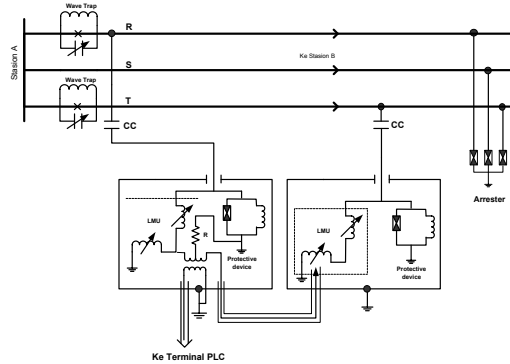 Wave Trap
R
Stasion A
S
Ke Stasion B
Wave Trap
T
CC
CC
Arrester
LMU
R
Protective
device
LMU
Protective
device
Ke Terminal PLC